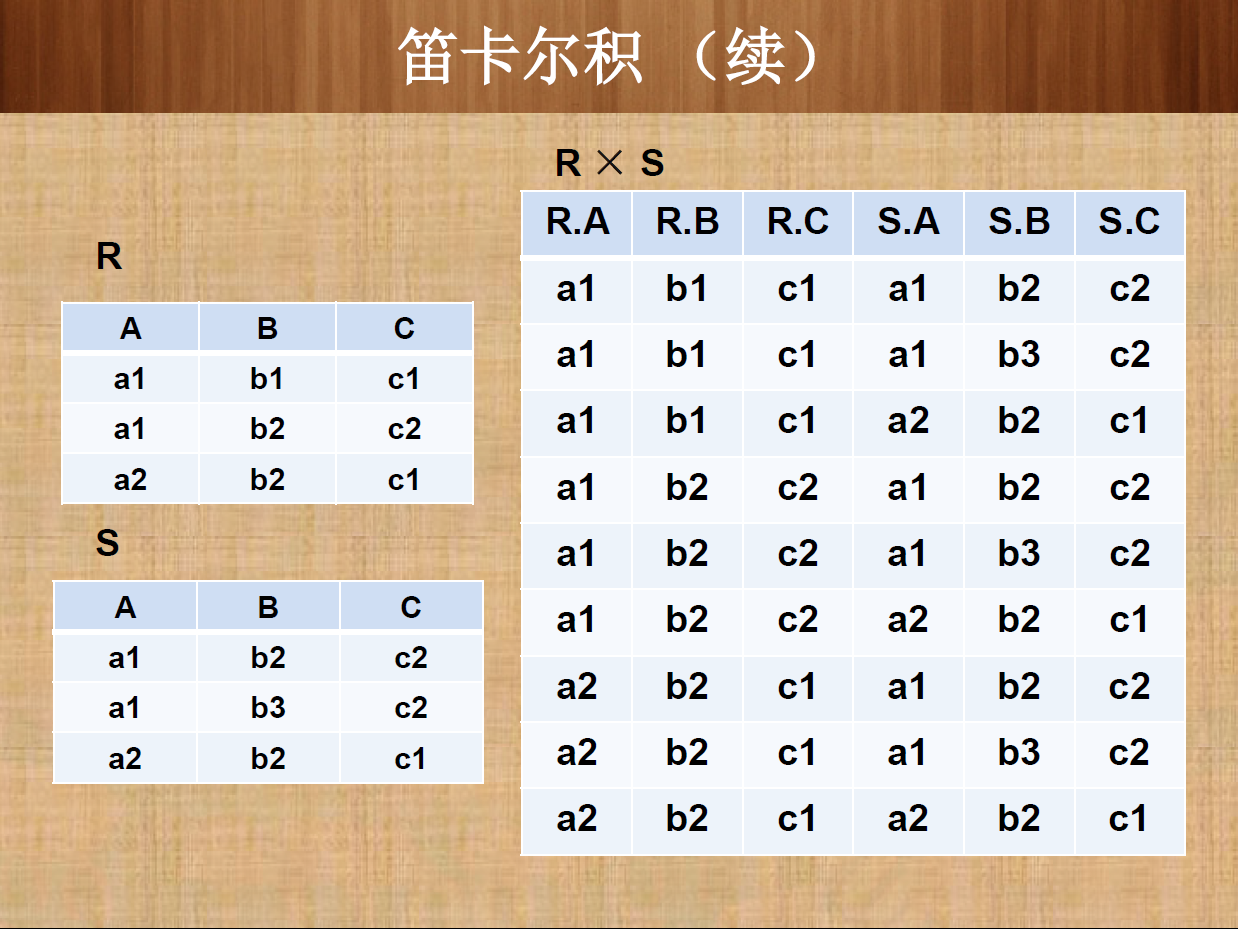 笛卡尔积 （续）
R
A B C
a1 b1 c1
a1 b2 c2
a2 b2 c1
S
A B C
a1 b2 c2
a1 b3 c2
a2 b2 c1
R × S
R.A R.B R.C S.A S.B S.C
a1 b1 c1 a1 b2 c2
a1 b1 c1 a1 b3 c2
a1 b1 c1 a2 b2 c1
a1 b2 c2 a1 b2 c2
a1 b2 c2 a1 b3 c2
a1 b2 c2 a2 b2 c1
a2 b2 c1 a1 b2 c2
a2 b2 c1 a1 b3 c2
a2 b2 c1 a2 b2 c1